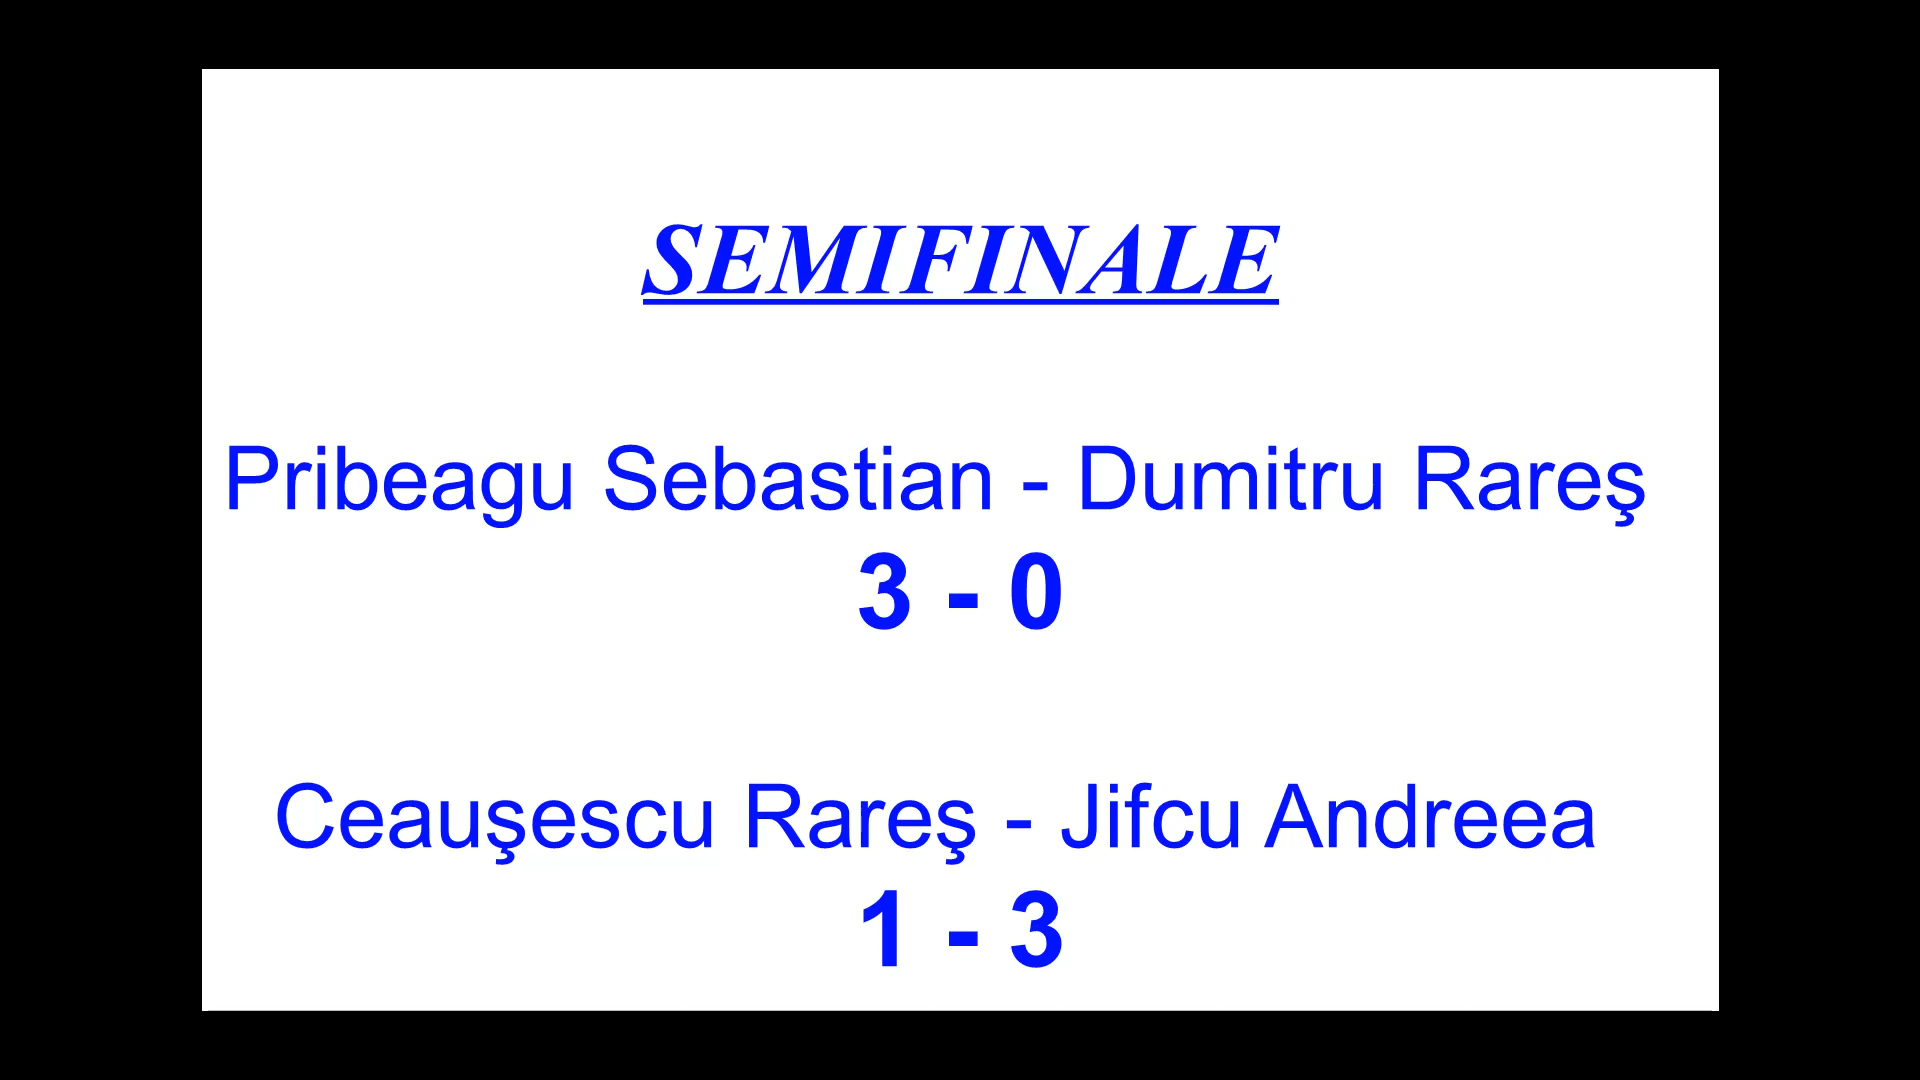 SEMIFINALE
Pribeagu Sebastian - Dumitru Rareş
3 - 0
Ceauşescu Rareş - Jifcu Andreea
1 - 3